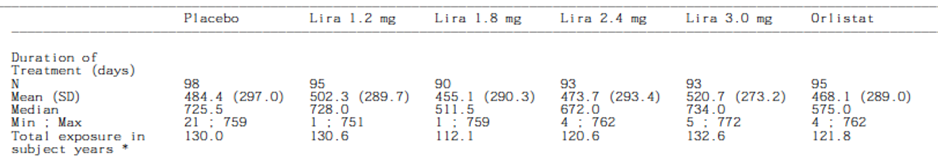 Placebo Lira 1.2 mg Lira 1.8 mg Lira 2.4 mg Lira 3.0 mg Orlistat
Duration of
Treatment (days)
N 98 95 90 93 93 95
Mean (SD) 484.4 (297.0) 502.3 (289.7) 455.1 (290.3) 473.7 (293.4) 520.7 (273.2) 468.1 (289.0)
Median 725.5 728.0 511.5 672.0 734.0 575.0
Min ; Max 21 ; 759 1 ; 751 1 ; 759 4 ; 762 5 ; 772 4 ; 762
Total exposure in 130.0 130.6 112.1 120.6 132.6 121.8
subject years *